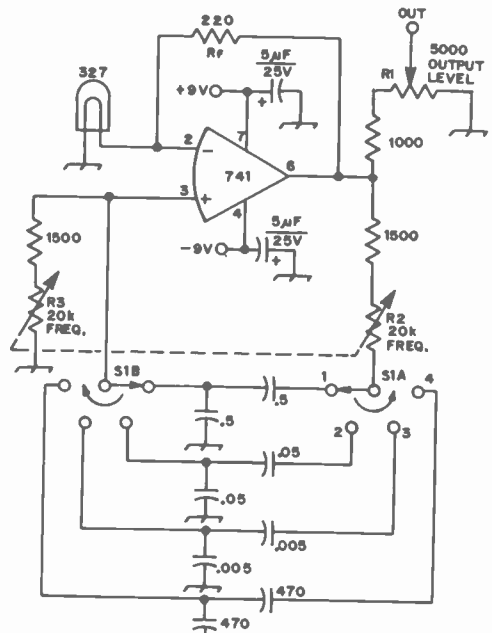 OUT
220
RF
5µF
25V
5000
OUTPUT
LEVEL
R1
327
+9V
+
7
1000
2
−
741
6
3
+
4
1500
5µF
25V
−9V
+
1500
R3
20k
FREQ.
R2
20k
FREQ.
S1B
S1A
1
4
.5
.5
2
3
.05
.05
.005
.005
470
470